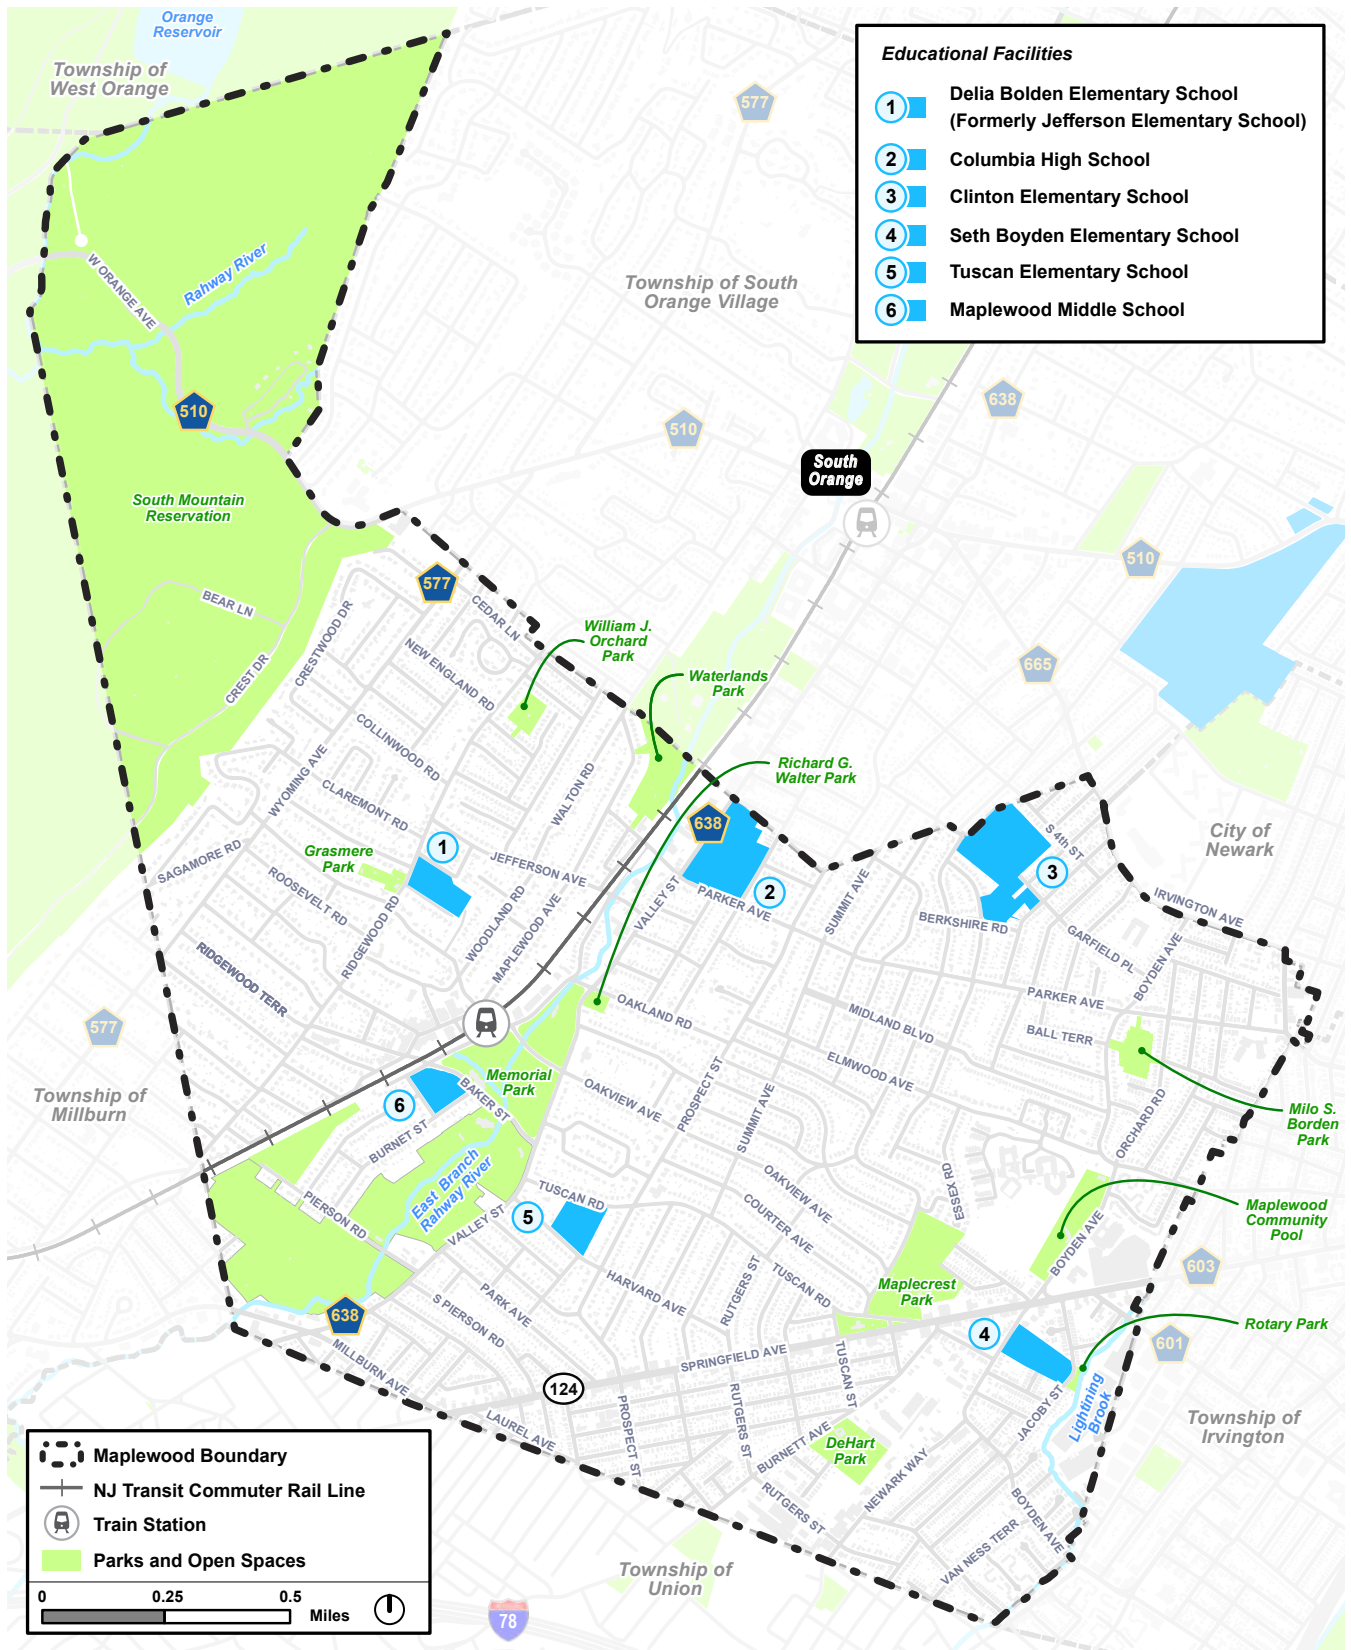 Orange
Reservoir
Township of
West Orange
577
Educational Facilities
1
Delia Bolden Elementary School
(Formerly Jefferson Elementary School)
2
Columbia High School
3
Clinton Elementary School
4
Seth Boyden Elementary School
5
Tuscan Elementary School
6
Maplewood Middle School
W ORANGE AVE
Rahway River
Township of South
Orange Village
510
510
638
South
Orange
South Mountain
Reservation
510
577
BEAR LN
CREST DR
CRESTWOOD DR
CEDAR LN
NEW ENGLAND RD
William J.
Orchard
Park
Waterlands
Park
665
COLLINWOOD RD
WYOMING AVE
CLAREMONT RD
WALTON RD
Richard G.
Walter Park
638
City of
Newark
SAGAMORE RD
Grasmere
Park
1
JEFFERSON AVE
ROOSEVELT RD
RIDGEWOOD RD
WOODLAND RD
MAPLEWOOD AVE
VALLEY ST
2
PARKER AVE
SUMMIT AVE
S 4th ST
3
BERKSHIRE RD
GARFIELD PL
IRVINGTON AVE
BOYDEN AVE
RIDGEWOOD TERR
OAKLAND RD
MIDLAND BLVD
PARKER AVE
BALL TERR
577
Township of
Millburn
Memorial
Park
6
BAKER ST
BURNET ST
OAKVIEW AVE
PROSPECT ST
SUMMIT AVE
ELMWOOD AVE
ORCHARD RD
Milo S.
Borden
Park
East Branch
Rahway River
PIERSON RD
VALLEY ST
TUSCAN RD
5
OAKVIEW AVE
COURTER AVE
ESSEX RD
BOYDEN AVE
Maplewood
Community
Pool
603
HARVARD AVE
RUTGERS ST
TUSCAN RD
Maplecrest
Park
638
PARK AVE
S PIERSON RD
MILLBURN AVE
SPRINGFIELD AVE
TUSCAN ST
4
Rotary Park
601
124
LAUREL AVE
PROSPECT ST
RUTGERS ST
BURNETT AVE
DeHart
Park
JACOBY ST
Lightining
Brook
Township of
Irvington
NEWARK WAY
RUTGERS ST
VAN NESS TERR
BOYDEN AVE
Township of
Union
78
Maplewood Boundary
NJ Transit Commuter Rail Line
Train Station
Parks and Open Spaces
0
0.25
0.5
Miles